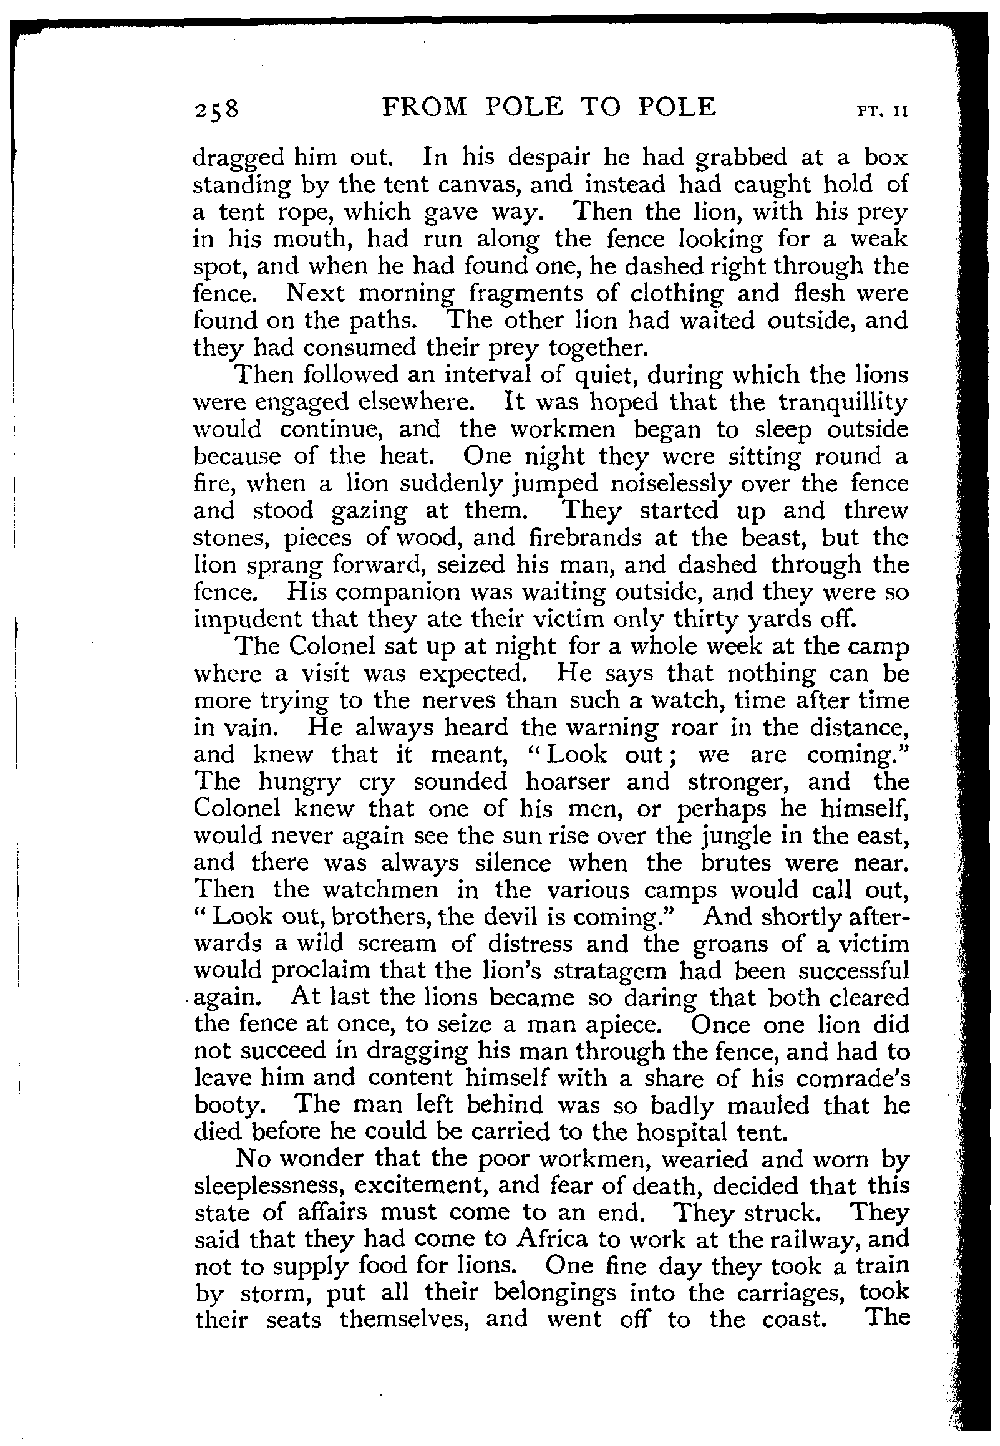 258 FROM POLE TO POLE PT. II
dragged him out. In his despair he had grabbed at a box
standing by the tent canvas, and instead had caught hold of
a tent rope, which gave way. Then the lion, with his prey
in his mouth, had run along the fence looking for a weak
spot, and when he had found one, he dashed right through the
fence. Next morning fragments of clothing and flesh were
found on the paths. The other lion had waited outside, and
they had consumed their prey together.
Then followed an interval of quiet, during which the lions
were engaged elsewhere. It was hoped that the tranquillity
would continue, and the workmen began to sleep outside
because of the heat. One night they were sitting round a
fire, when a lion suddenly jumped noiselessly over the fence
and stood gazing at them. They started up and threw
stones, pieces of wood, and firebrands at the beast, but the
lion sprang forward, seized his man, and dashed through the
fence. His companion was waiting outside, and they were so
impudent that they ate their victim only thirty yards off.
The Colonel sat up at night for a whole week at the camp
where a visit was expected. He says that nothing can be
more trying to the nerves than such a watch, time after time
in vain. He always heard the warning roar in the distance,
and knew that it meant, "Look out; we are coming."
The hungry cry sounded hoarser and stronger, and the
Colonel knew that one of his men, or perhaps he himself,
would never again see the sun rise over the jungle in the east,
and there was always silence when the brutes were near.
Then the watchmen in the various camps would call out,
"Look out, brothers, the devil is coming." And shortly after-
wards a wild scream of distress and the groans of a victim
would proclaim that the lion's stratagem had been successful
again. At last the lions became so daring that both cleared
the fence at once, to seize a man apiece. Once one lion did
not succeed in dragging his man through the fence, and had to
leave him and content himself with a share of his comrade's
booty. The man left behind was so badly mauled that he
died before he could be carried to the hospital tent.
No wonder that the poor workmen, wearied and worn by
sleeplessness, excitement, and fear of death, decided that this
state of affairs must come to an end. They struck. They
said that they had come to Africa to work at the railway, and
not to supply food for lions. One fine day they took a train
by storm, put all their belongings into the carriages, took
their seats themselves, and went off to the coast. The